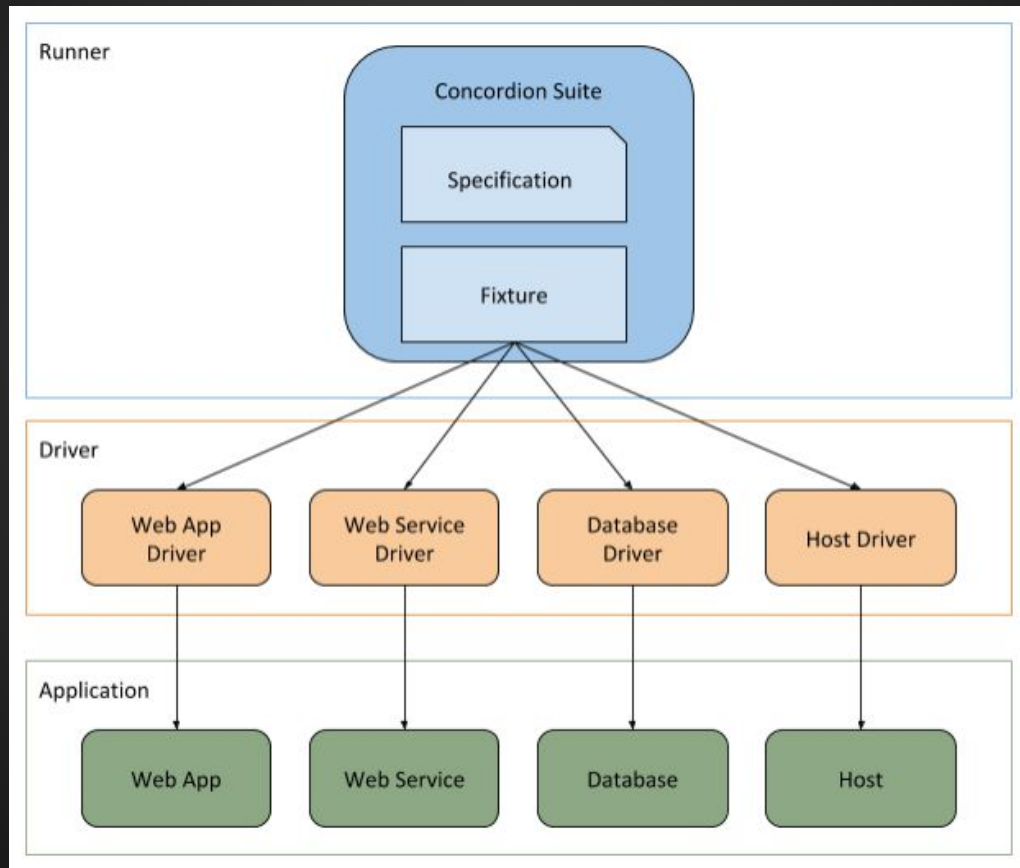 Runner
Concordion Suite
Specification
Fixture
Driver
Web App
Driver
Web Service
Driver
Database
Driver
Host Driver
Application
Web App
Web Service
Database
Host